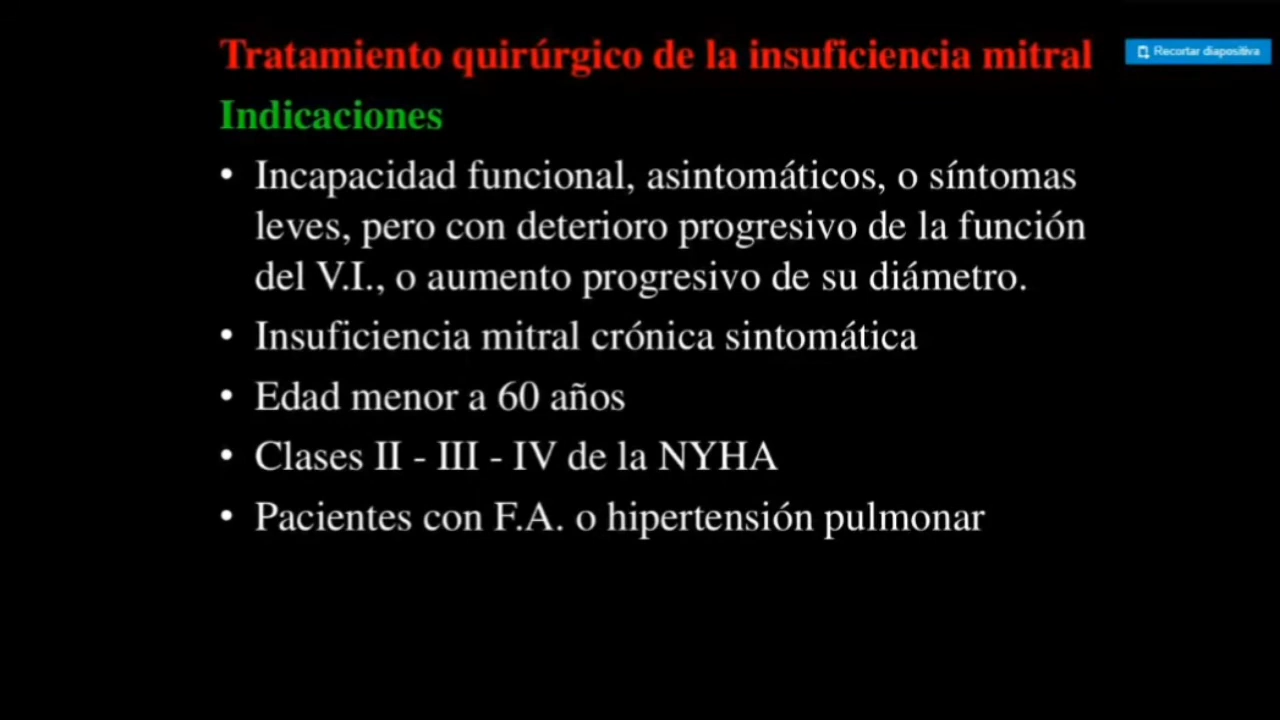 Tratamiento quirúrgico de la insuficiencia mitral
Recortar diapositiva
Indicaciones
• Incapacidad funcional, asintomáticos, o síntomas
leves, pero con deterioro progresivo de la función
del V.I., o aumento progresivo de su diámetro.
• Insuficiencia mitral crónica sintomática
• Edad menor a 60 años
• Clases II - III - IV de la NYHA
• Pacientes con F.A. o hipertensión pulmonar